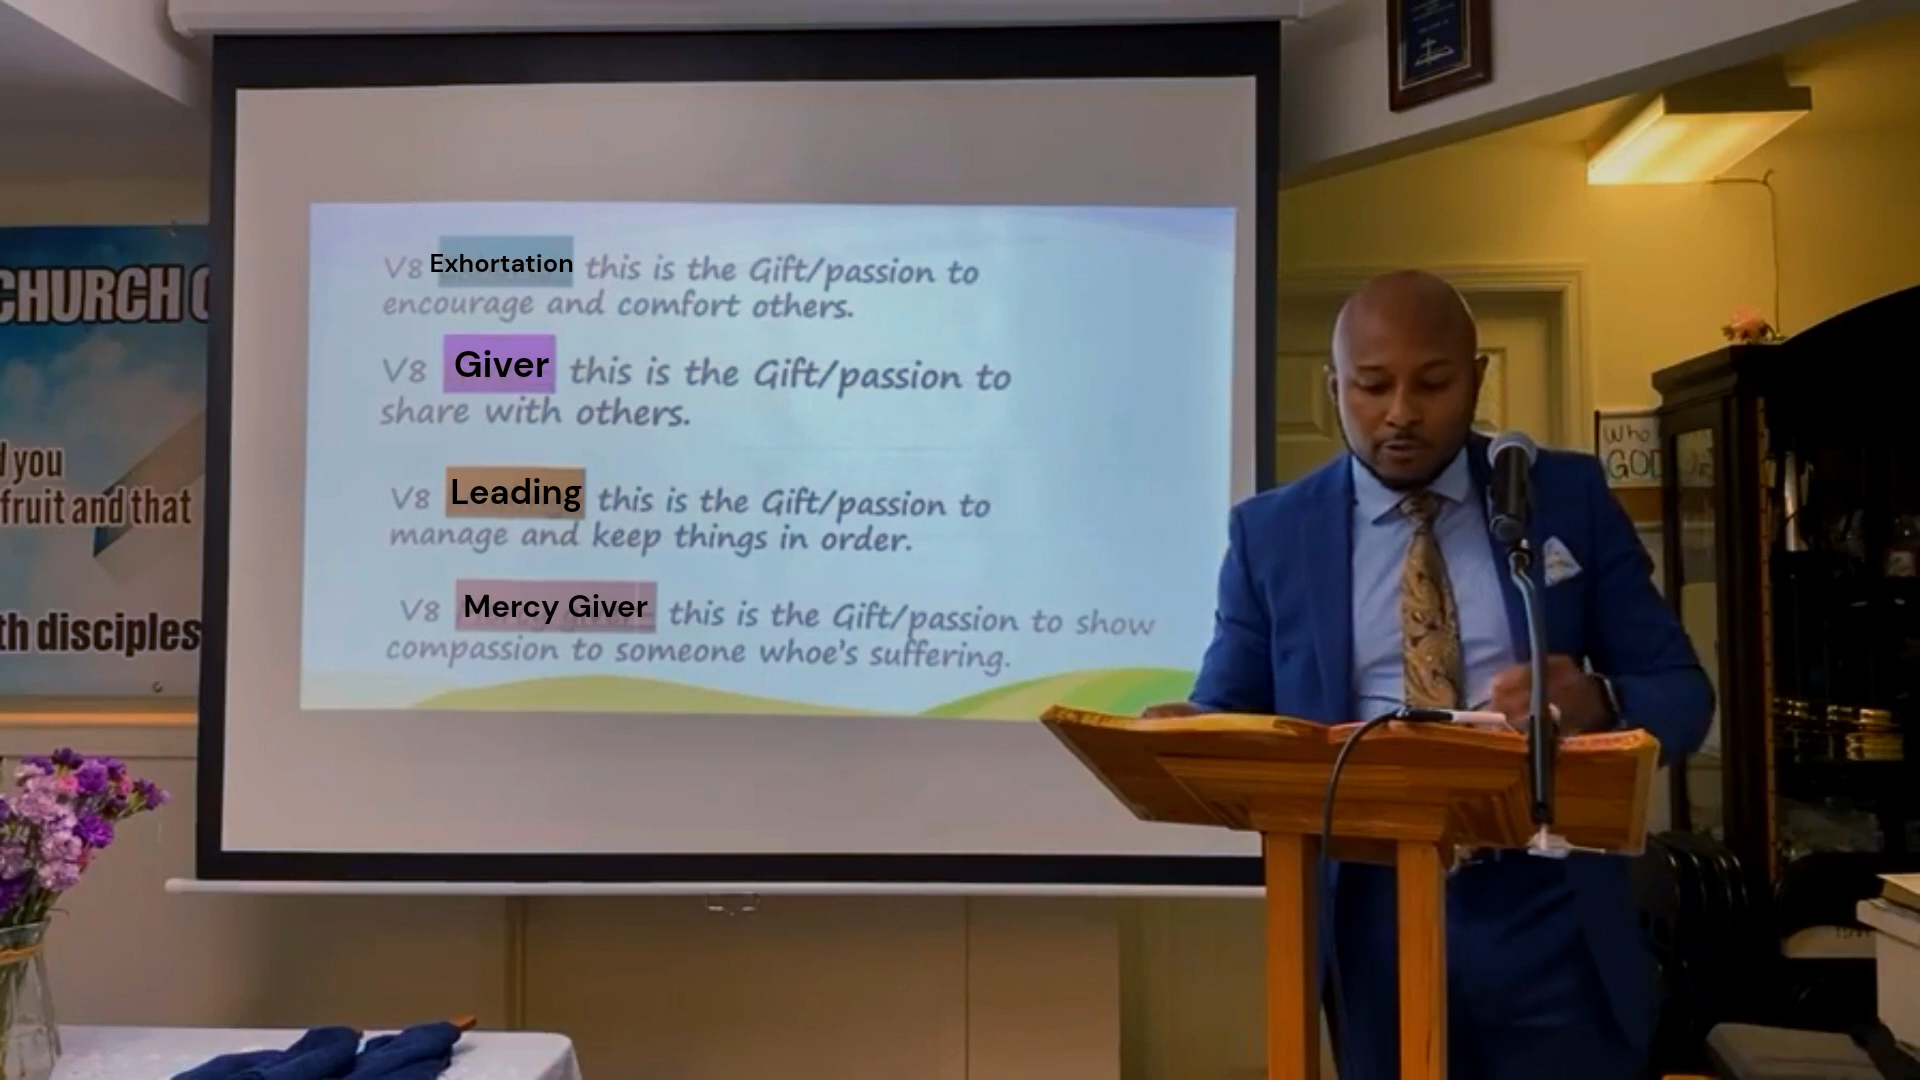 V8 Exhortation this is the Gift/passion to
encourage and comfort others.
V8 Giver this is the Gift/passion to
share with others.
V8 Leading this is the Gift/passion to
manage and keep things in order.
V8 Mercy Giver this is the Gift/passion to show
compassion to someone whoe's suffering.
CHURCH
you
fruit and that
th disciples
Who
GOD